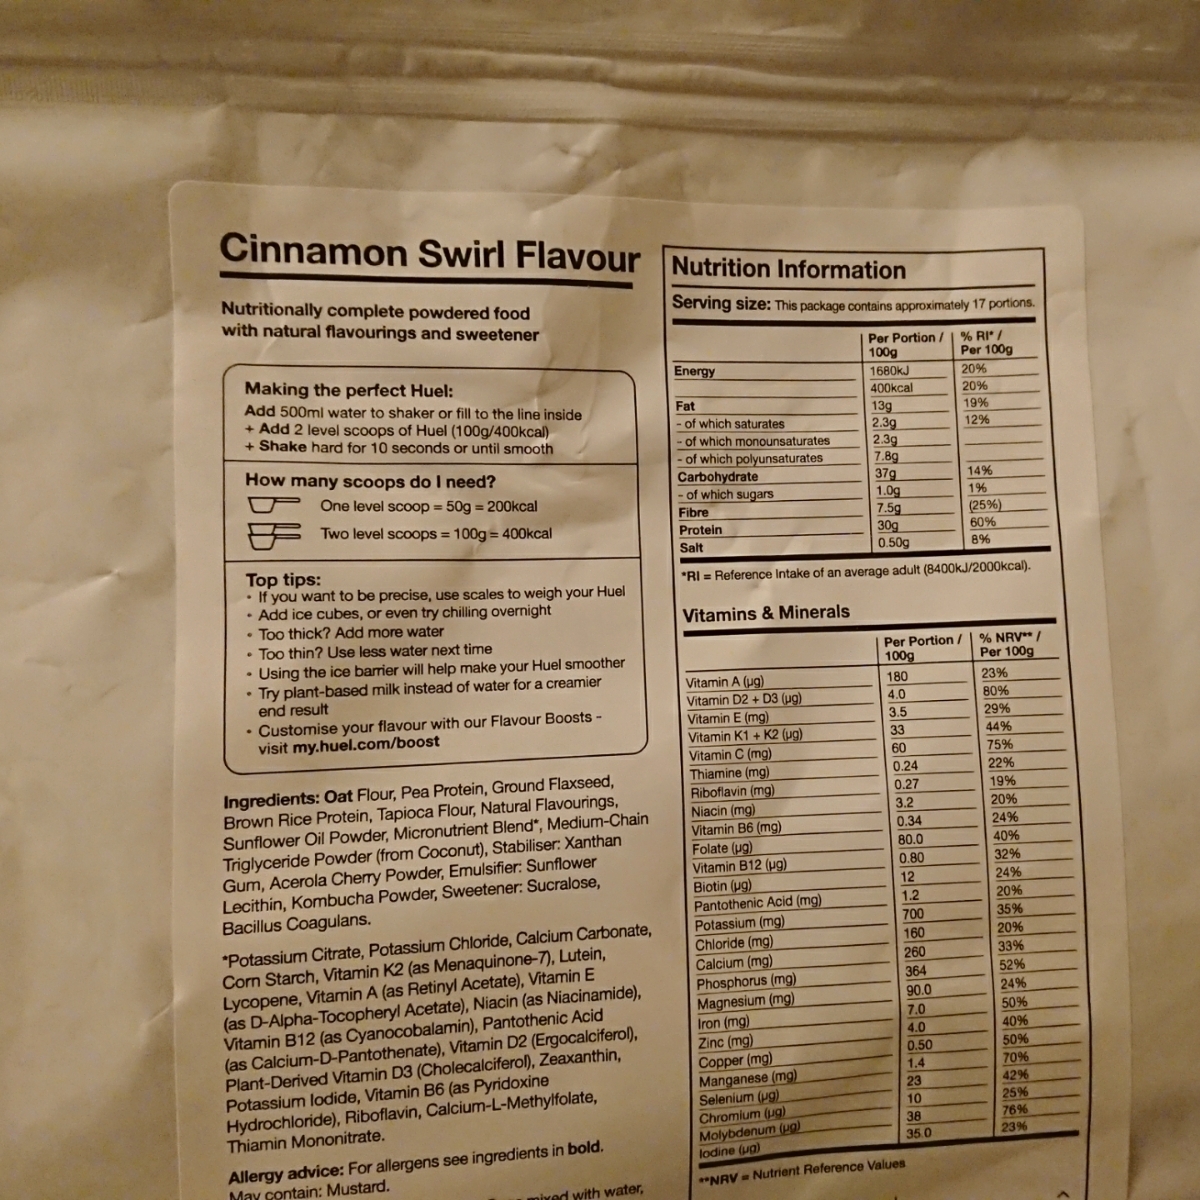 Cinnamon Swirl Flavour
Nutritionally complete powdered food
with natural flavourings and sweetener
Making the perfect Huel:
Add 500ml water to shaker or fill to the line inside
+ Add 2 level scoops of Huel (100g/400kcal)
+ Shake hard for 10 seconds or until smooth
How many scoops do I need?
One level scoop = 50g = 200kcal
Two level scoops = 100g = 400kcal
Top tips:
• If you want to be precise, use scales to weigh your Huel
• Add ice cubes, or even try chilling overnight
• Too thick? Add more water
• Too thin? Use less water next time
• Using the ice barrier will help make your Huel smoother
• Try plant-based milk instead of water for a creamier
end result
• Customise your flavour with our Flavour Boosts -
visit my.huel.com/boost
Ingredients: Oat Flour, Pea Protein, Ground Flaxseed,
Brown Rice Protein, Tapioca Flour, Natural Flavourings,
Sunflower Oil Powder, Micronutrient Blend*, Medium-Chain
Triglyceride Powder (from Coconut), Stabiliser: Xanthan
Gum, Acerola Cherry Powder, Emulsifier: Sunflower
Lecithin, Kombucha Powder, Sweetener: Sucralose,
Bacillus Coagulans.
*Potassium Citrate, Potassium Chloride, Calcium Carbonate,
Corn Starch, Vitamin K2 (as Menaquinone-7), Lutein,
Lycopene, Vitamin A (as Retinyl Acetate), Vitamin E
(as D-Alpha-Tocopheryl Acetate), Niacin (as Niacinamide),
Vitamin B12 (as Cyanocobalamin), Pantothenic Acid
(as Calcium-D-Pantothenate), Vitamin D2 (Ergocalciferol),
Plant-Derived Vitamin D3 (Cholecalciferol), Zeaxanthin,
Potassium Iodide, Vitamin B6 (as Pyridoxine
Hydrochloride), Riboflavin, Calcium-L-Methylfolate,
Thiamin Mononitrate.
Allergy advice: For allergens see ingredients in bold.
May contain: Mustard.
mixed with water,
Nutrition Information
Serving size: This package contains approximately 17 portions.
Per Portion / 100g % RI* / Per 100g
Energy 1680kJ 20%
400kcal 20%
Fat 13g 19%
- of which saturates 2.3g 12%
- of which monounsaturates 2.3g
- of which polyunsaturates 7.8g
Carbohydrate 37g 14%
- of which sugars 1.0g 1%
Fibre 7.5g (25%)
Protein 30g 60%
Salt 0.50g 8%
*RI = Reference Intake of an average adult (8400kJ/2000kcal).
Vitamins & Minerals
Per Portion / 100g % NRV** / Per 100g
Vitamin A (µg) 180 23%
Vitamin D2 + D3 (µg) 4.0 80%
Vitamin E (mg) 3.5 29%
Vitamin K1 + K2 (µg) 33 44%
Vitamin C (mg) 60 75%
Thiamine (mg) 0.24 22%
Riboflavin (mg) 0.27 19%
Niacin (mg) 3.2 20%
Vitamin B6 (mg) 0.34 24%
Folate (µg) 80.0 40%
Vitamin B12 (µg) 0.80 32%
Biotin (µg) 12 24%
Pantothenic Acid (mg) 1.2 20%
Potassium (mg) 700 35%
Chloride (mg) 160 20%
Calcium (mg) 260 33%
Phosphorus (mg) 364 52%
Magnesium (mg) 90.0 24%
Iron (mg) 7.0 50%
Zinc (mg) 4.0 40%
Copper (mg) 0.50 50%
Manganese (mg) 1.4 70%
Selenium (µg) 23 42%
Chromium (µg) 10 25%
Molybdenum (µg) 38 76%
Iodine (µg) 35.0 23%
**NRV = Nutrient Reference Values